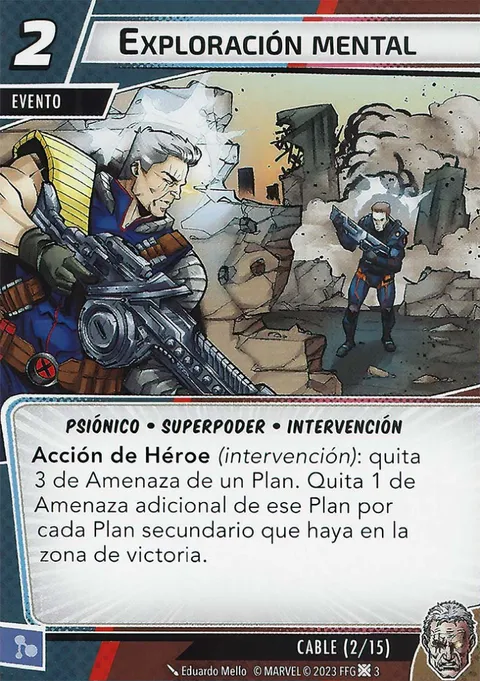 2
EXPLORACIÓN MENTAL
EVENTO
PSIÓNICO • SUPERPODER • INTERVENCIÓN
Acción de Héroe (intervención): quita
3 de Amenaza de un Plan. Quita 1 de
Amenaza adicional de ese Plan por
cada Plan secundario que haya en la
zona de victoria.
CABLE (2/15)
Eduardo Mello © MARVEL © 2023 FFG 3